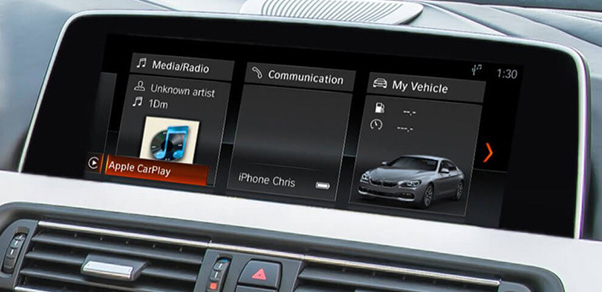 1:30
Media/Radio
Unknown artist
1Dm
Apple CarPlay
Communication
iPhone Chris
My Vehicle
--.-
--.-